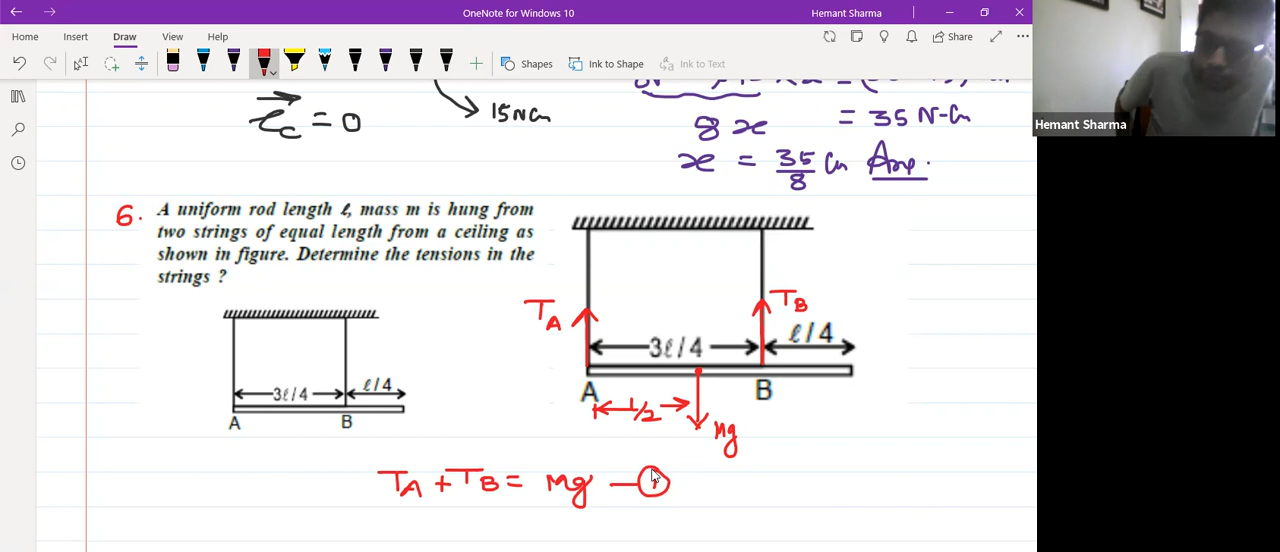 OneNote for Windows 10
Hemant Sharma
Home Insert Draw View Help
Share
Shapes
Ink to Shape
Ink to Text
Hemant Sharma
τc = 0
15 N cm
8x = 35 N-cm
x = 35/8 cm Ans.
6.
A uniform rod length ℓ, mass m is hung from
two strings of equal length from a ceiling as
shown in figure. Determine the tensions in the
strings ?
3ℓ/4 ℓ/4
A B
TA TB
3ℓ/4 ℓ/4
A B
l/2
Mg
TA + TB = Mg —①